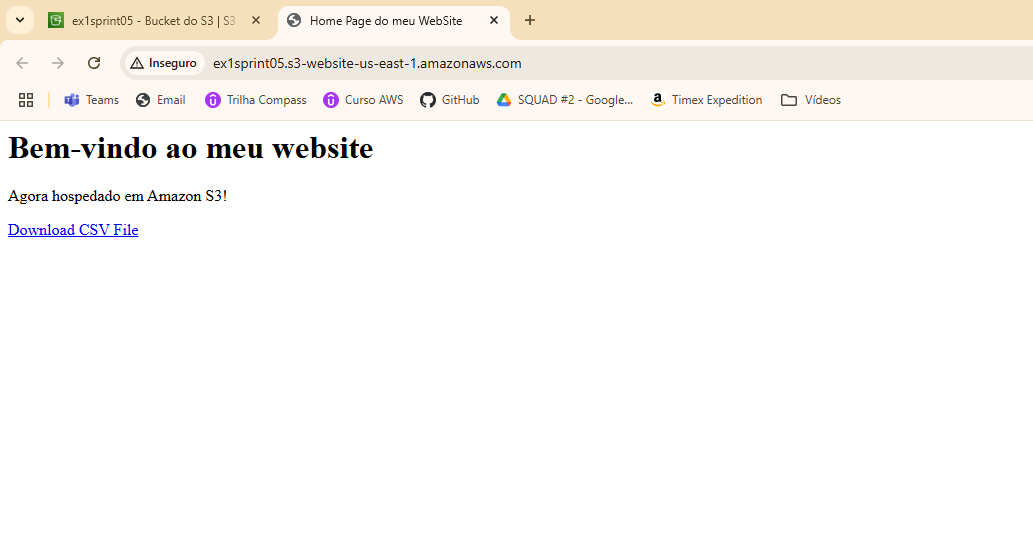 ex1sprint05 - Bucket do S3 | S3
Home Page do meu WebSite
Inseguro
ex1sprint05.s3-website-us-east-1.amazonaws.com
Teams
Email
Trilha Compass
Curso AWS
GitHub
SQUAD #2 - Google...
Timex Expedition
Vídeos
Bem-vindo ao meu website
Agora hospedado em Amazon S3!
Download CSV File